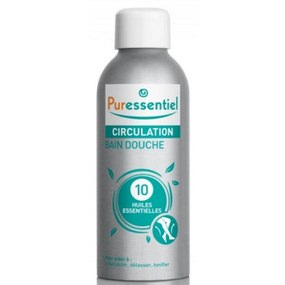 Puressentiel
CIRCULATION
BAIN DOUCHE
10
HUILES
ESSENTIELLES
délasser, tonifier